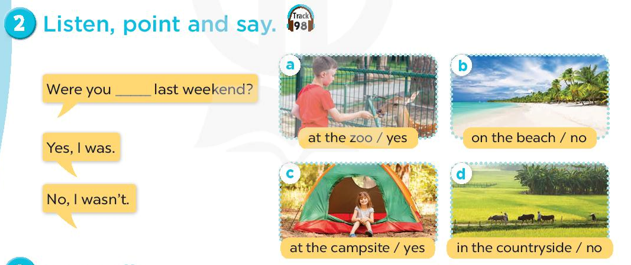 2 Listen, point and say.
Track 98
Were you _____ last weekend?
Yes, I was.
No, I wasn't.
a
at the zoo / yes
b
on the beach / no
c
at the campsite / yes
d
in the countryside / no